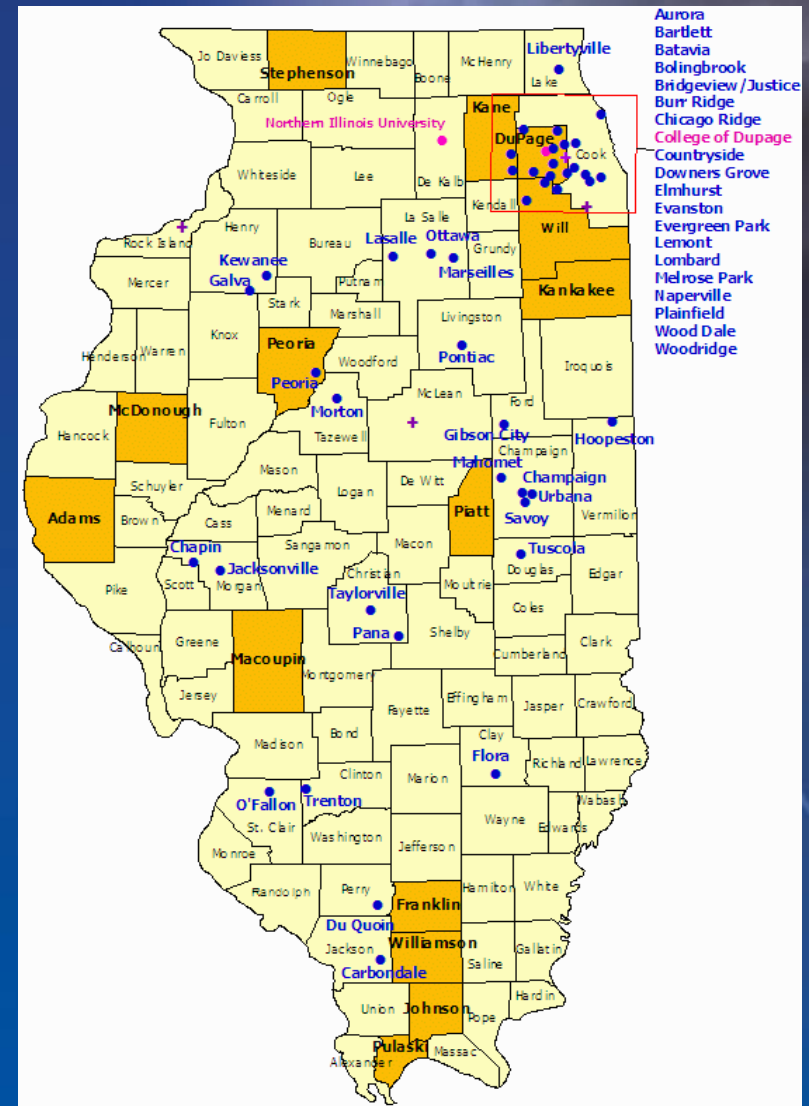 Aurora
Bartlett
Batavia
Bolingbrook
Bridgeview/Justice
Burr Ridge
Chicago Ridge
College of Dupage
Countryside
Downers Grove
Elmhurst
Evanston
Evergreen Park
Lemont
Lombard
Melrose Park
Naperville
Plainfield
Wood Dale
Woodridge
Jo Daviess
Stephenson
Winnebago
Boone
McHenry
Libertyville
Lake
Carroll
Ogle
Kane
Northern Illinois University
DuPage
Cook
Whiteside
Lee
De Kalb
Kendall
Will
Rock Island
Henry
Bureau
La Salle
Lasalle
Ottawa
Marseilles
Grundy
Kewanee
Galva
Mercer
Putnam
Kankakee
Stark
Marshall
Livingston
Knox
Peoria
Woodford
Pontiac
Henderson
Warren
Iroquois
Peoria
McLean
Ford
Morton
McDonough
Hancock
Fulton
Tazewell
Gibson City
Hoopeston
Champaign
Mahomet
Mason
De Witt
Champaign
Urbana
Savoy
Schuyler
Logan
Menard
Piatt
Vermilion
Adams
Brown
Cass
Sangamon
Macon
Chapin
Jacksonville
Christian
Tuscola
Douglas
Edgar
Pike
Scott
Morgan
Taylorville
Moultrie
Coles
Pana
Shelby
Calhoun
Greene
Macoupin
Montgomery
Cumberland
Clark
Jersey
Fayette
Effingham
Jasper
Crawford
Madison
Bond
Clay
Flora
Richland
Lawrence
Clinton
Marion
O'Fallon
Trenton
Wabash
St. Clair
Washington
Wayne
Edwards
Monroe
Jefferson
Randolph
Perry
Hamilton
White
Franklin
Du Quoin
Jackson
Williamson
Saline
Gallatin
Carbondale
Union
Johnson
Pope
Hardin
Pulaski
Alexander
Massac